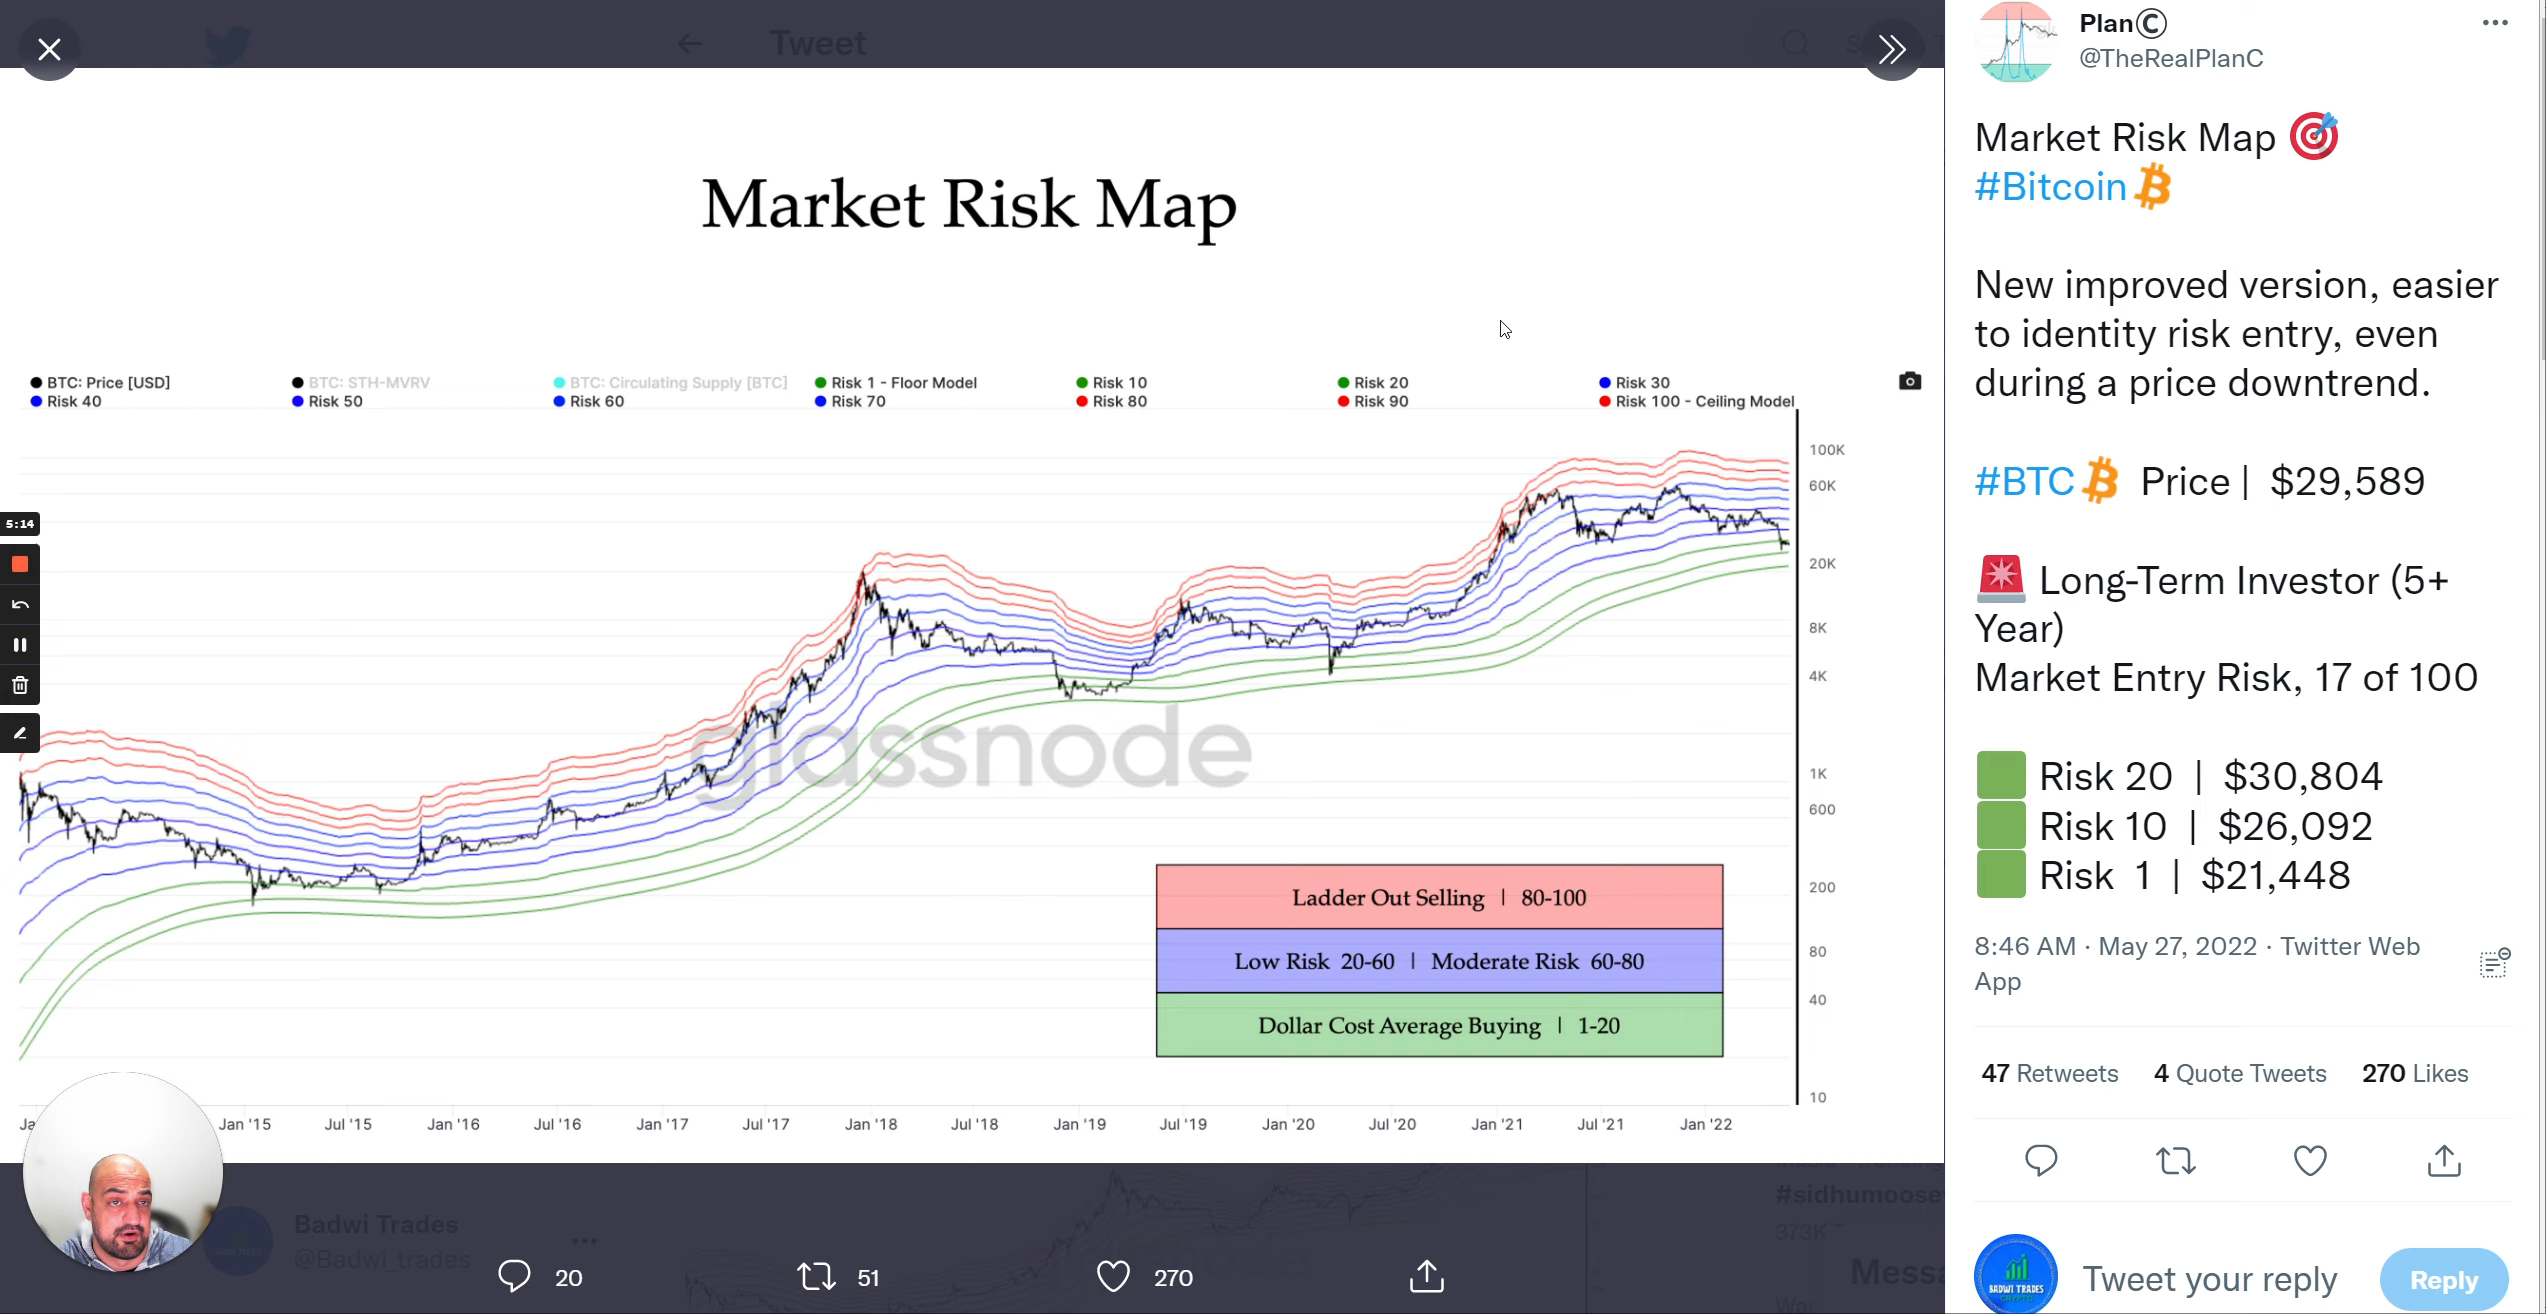 Tweet
Market Risk Map
BTC: Price [USD]
BTC: STH-MVRV
BTC: Circulating Supply [BTC]
Risk 1 - Floor Model
Risk 10
Risk 20
Risk 30
Risk 40
Risk 50
Risk 60
Risk 70
Risk 80
Risk 90
Risk 100 - Ceiling Model
100K
60K
20K
8K
4K
1K
600
200
80
40
10
5:14
glassnode
Ladder Out Selling | 80-100
Low Risk 20-60 | Moderate Risk 60-80
Dollar Cost Average Buying | 1-20
Jan '15
Jul '15
Jan '16
Jul '16
Jan '17
Jul '17
Jan '18
Jul '18
Jan '19
Jul '19
Jan '20
Jul '20
Jan '21
Jul '21
Jan '22
Badwi Trades
@Badwi_trades
#sidhumoose
373K
20
51
270
PlanⒸ
@TheRealPlanC
Market Risk Map 🎯
#Bitcoin
New improved version, easier
to identity risk entry, even
during a price downtrend.
#BTC Price | $29,589
🚨 Long-Term Investor (5+
Year)
Market Entry Risk, 17 of 100
🟩 Risk 20 | $30,804
🟩 Risk 10 | $26,092
🟩 Risk 1 | $21,448
8:46 AM · May 27, 2022 · Twitter Web
App
47 Retweets 4 Quote Tweets 270 Likes
BADWI TRADES
Tweet your reply
Reply